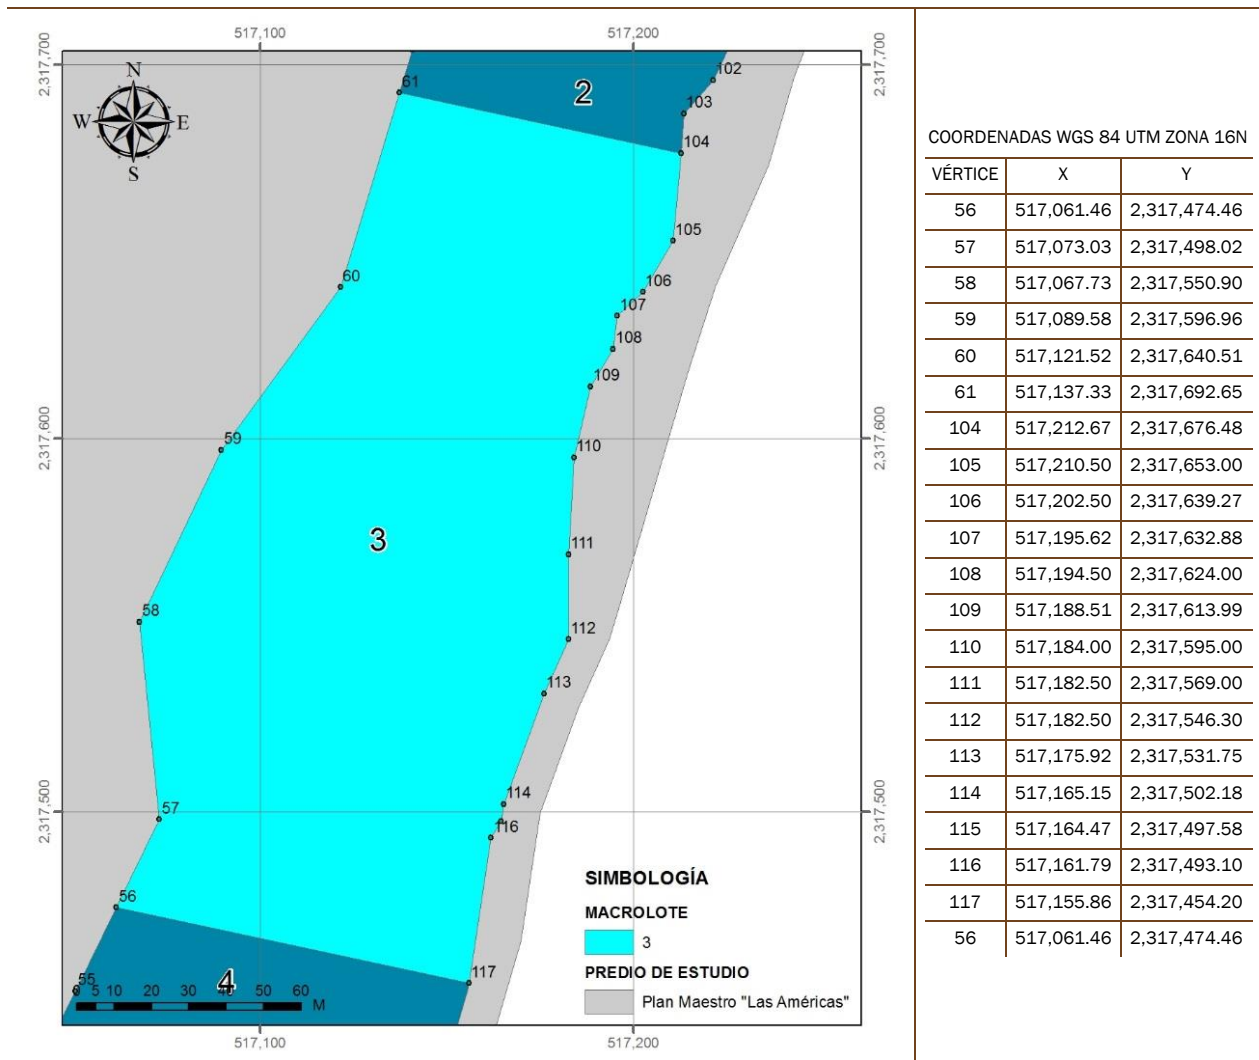 517,100 517,200
2,317,700 2,317,700
N
W E
S
61
2
102
103
104
105
60
106
107
108
109
2,317,600 2,317,600
59
110
3
111
58
112
113
2,317,500 2,317,500
57
114
116
56
55
4
117
5 10 20 30 40 50 60
M
SIMBOLOGÍA
MACROLOTE
3
PREDIO DE ESTUDIO
Plan Maestro "Las Américas"
517,100 517,200
COORDENADAS WGS 84 UTM ZONA 16N
VÉRTICE X Y
56 517,061.46 2,317,474.46
57 517,073.03 2,317,498.02
58 517,067.73 2,317,550.90
59 517,089.58 2,317,596.96
60 517,121.52 2,317,640.51
61 517,137.33 2,317,692.65
104 517,212.67 2,317,676.48
105 517,210.50 2,317,653.00
106 517,202.50 2,317,639.27
107 517,195.62 2,317,632.88
108 517,194.50 2,317,624.00
109 517,188.51 2,317,613.99
110 517,184.00 2,317,595.00
111 517,182.50 2,317,569.00
112 517,182.50 2,317,546.30
113 517,175.92 2,317,531.75
114 517,165.15 2,317,502.18
115 517,164.47 2,317,497.58
116 517,161.79 2,317,493.10
117 517,155.86 2,317,454.20
56 517,061.46 2,317,474.46